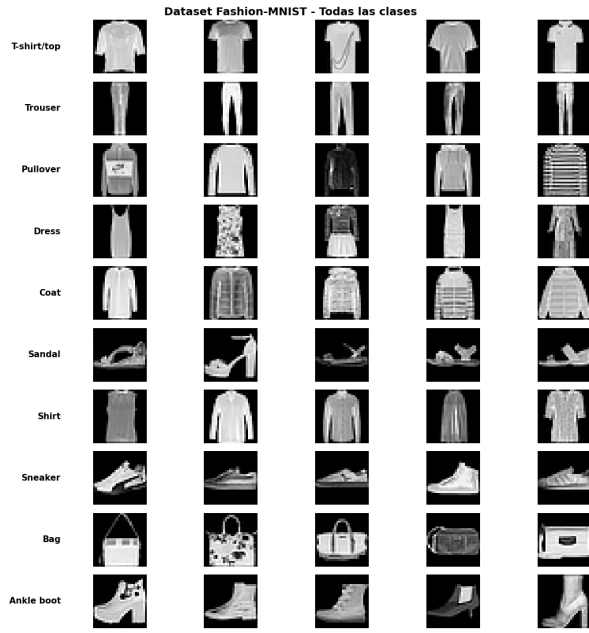 Dataset Fashion-MNIST - Todas las clases
T-shirt/top
Trouser
Pullover
Dress
Coat
Sandal
Shirt
Sneaker
Bag
Ankle boot